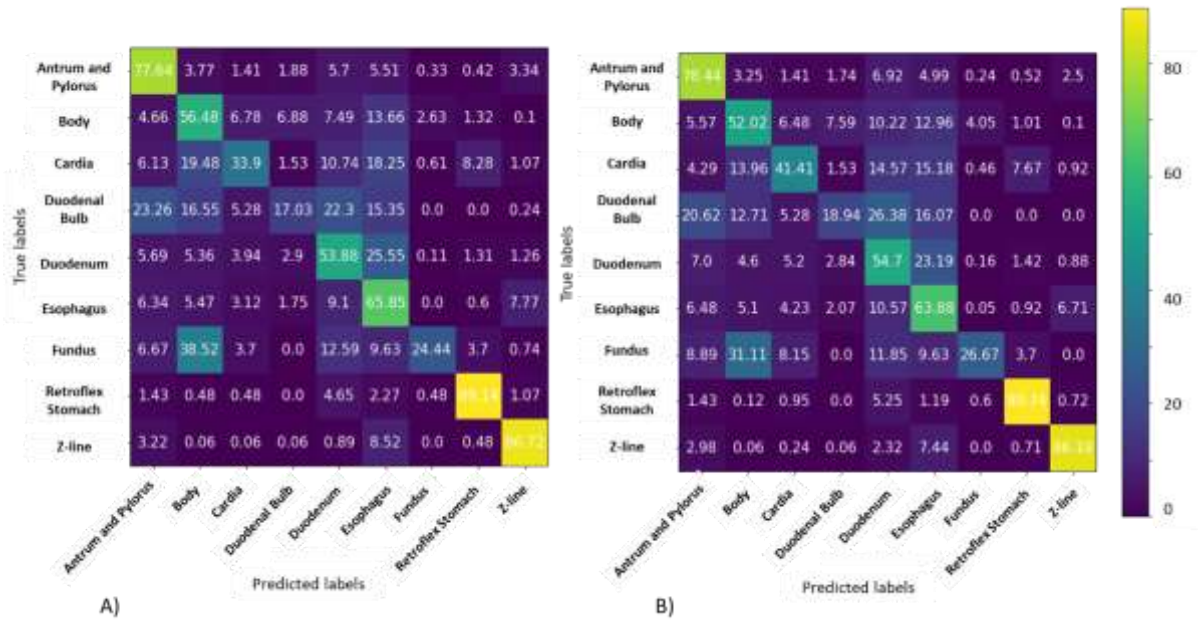 Antrum and
Pylorus
77.64 3.77 1.41 1.88 5.7 5.51 0.33 0.42 3.34
Body
4.66 56.48 6.78 6.88 7.49 13.66 2.63 1.32 0.1
Cardia
6.13 19.48 33.9 1.53 10.74 18.25 0.61 8.28 1.07
Duodenal
Bulb
23.26 16.55 5.28 17.03 22.3 15.35 0.0 0.0 0.24
Duodenum
5.69 5.36 3.94 2.9 53.88 25.55 0.11 1.31 1.26
Esophagus
6.34 5.47 3.12 1.75 9.1 65.85 0.0 0.6 7.77
Fundus
6.67 38.52 3.7 0.0 12.59 9.63 24.44 3.7 0.74
Retroflex
Stomach
1.43 0.48 0.48 0.0 4.65 2.27 0.48 1.07
Z-line
3.22 0.06 0.06 0.06 0.89 8.52 0.0 0.48
True labels
Antrum and Pylorus
Body
Cardia
Duodenal Bulb
Duodenum
Esophagus
Fundus
Retroflex Stomach
Z-line
Predicted labels
A)
Antrum and
Pylorus
78.44 3.25 1.41 1.74 6.92 4.99 0.24 0.52 2.5
Body
5.57 52.02 6.48 7.59 10.22 12.96 4.05 1.01 0.1
Cardia
4.29 13.96 41.41 1.53 14.57 15.18 0.46 7.67 0.92
Duodenal
Bulb
20.62 12.71 5.28 18.94 26.38 16.07 0.0 0.0 0.0
Duodenum
7.0 4.6 5.2 2.84 54.7 23.19 0.16 1.42 0.88
Esophagus
6.48 5.1 4.23 2.07 10.57 63.88 0.05 0.92 6.71
Fundus
8.89 31.11 8.15 0.0 11.85 9.63 26.67 3.7 0.0
Retroflex
Stomach
1.43 0.12 0.95 0.0 5.25 1.19 0.6 0.72
Z-line
2.98 0.06 0.24 0.06 2.32 7.44 0.0 0.71
True labels
Antrum and Pylorus
Body
Cardia
Duodenal Bulb
Duodenum
Esophagus
Fundus
Retroflex Stomach
Z-line
Predicted labels
B)
80
60
40
20
0